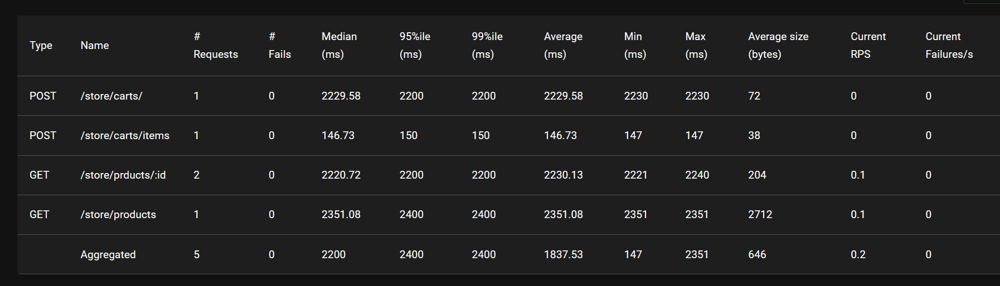 Type Name # Requests # Fails Median (ms) 95%ile (ms) 99%ile (ms) Average (ms) Min (ms) Max (ms) Average size (bytes) Current RPS Current Failures/s
POST /store/carts/ 1 0 2229.58 2200 2200 2229.58 2230 2230 72 0 0
POST /store/carts/items 1 0 146.73 150 150 146.73 147 147 38 0 0
GET /store/prducts/:id 2 0 2220.72 2200 2200 2230.13 2221 2240 204 0.1 0
GET /store/products 1 0 2351.08 2400 2400 2351.08 2351 2351 2712 0.1 0
Aggregated 5 0 2200 2400 2400 1837.53 147 2351 646 0.2 0